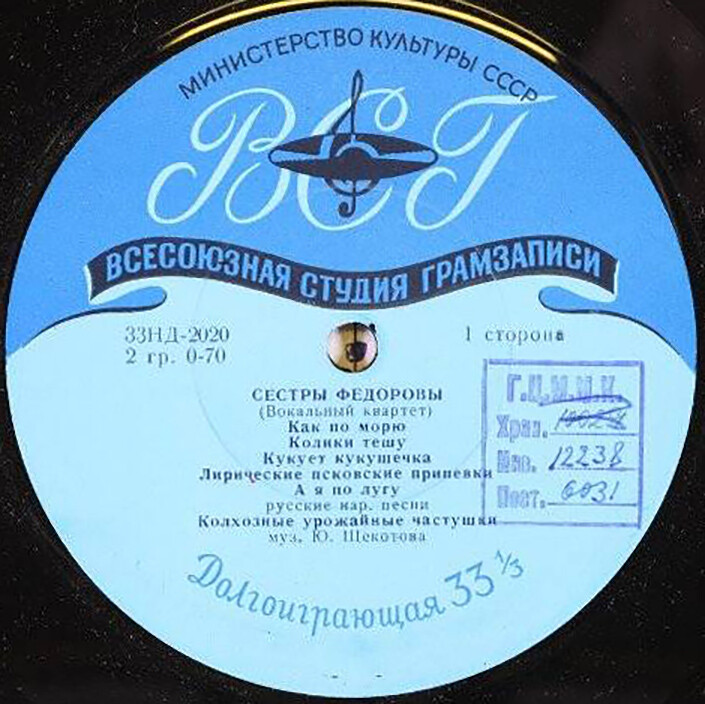 МИНИСТЕРСТВО КУЛЬТУРЫ СССР
ВСГ
ВСЕСОЮЗНАЯ СТУДИЯ ГРАМЗАПИСИ
33НД-2020
2 гр. 0-70
1 сторона
СЕСТРЫ ФЕДОРОВЫ
(Вокальный квартет)
Как по морю
Колики тешу
Кукует кукушечка
Лирические псковские припевки
А я по лугу
русские нар. песни
Колхозные урожайные частушки
муз. Ю. Щекотова
Долгоиграющая 33 1/3
Г.Ц.М.М.К.
Хран.
Инв. 12238
Пост. 6031